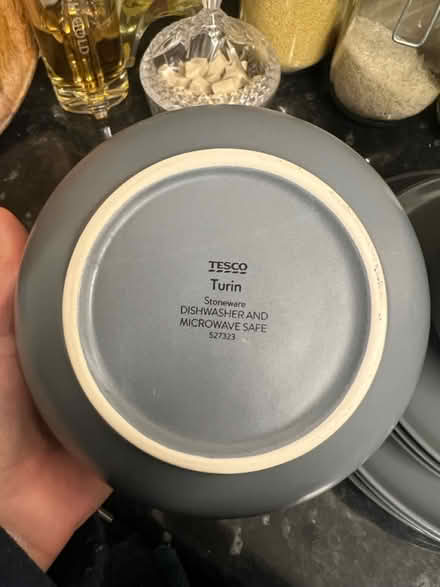 TESCO
Turin
Stoneware
DISHWASHER AND
MICROWAVE SAFE
527323